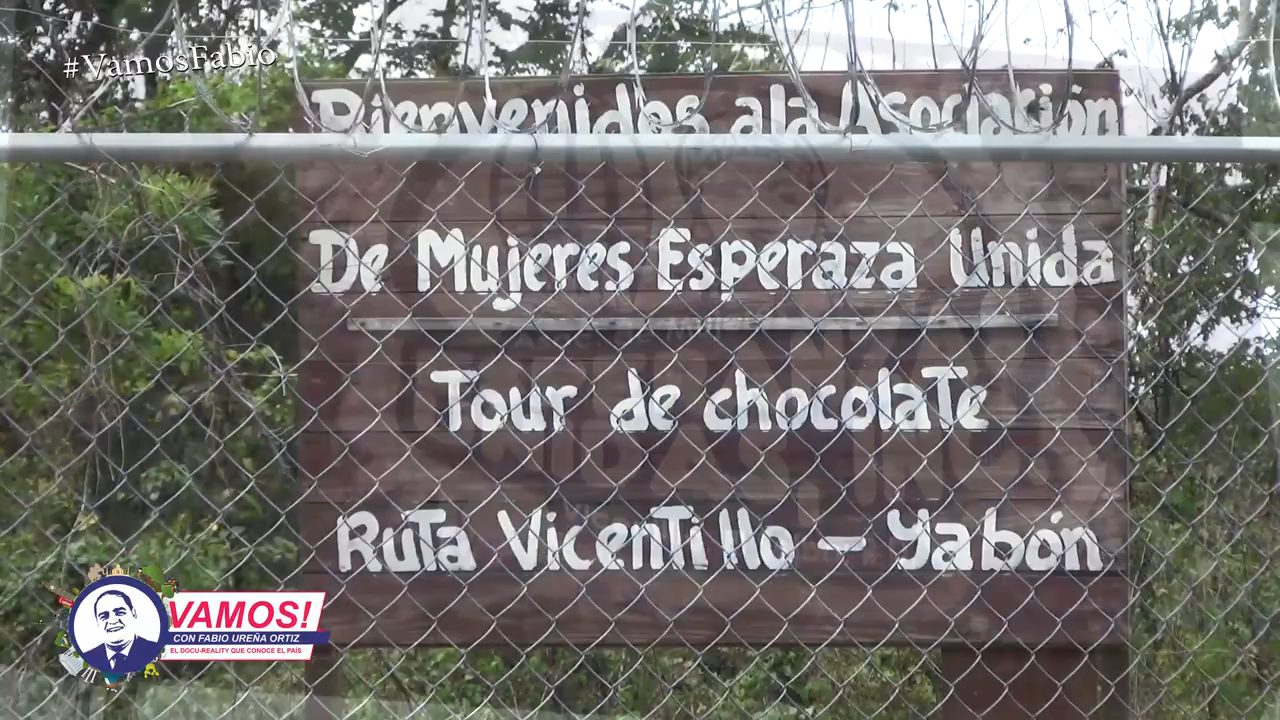 #VamosFabio
Bienvenidos ala Asociación
De Mujeres Esperaza Unida
Tour de chocolate
Ruta Vicentillo - Yabón
VAMOS!
CON FABIO UREÑA ORTIZ
EL DOCU-REALITY QUE CONOCE EL PAÍS